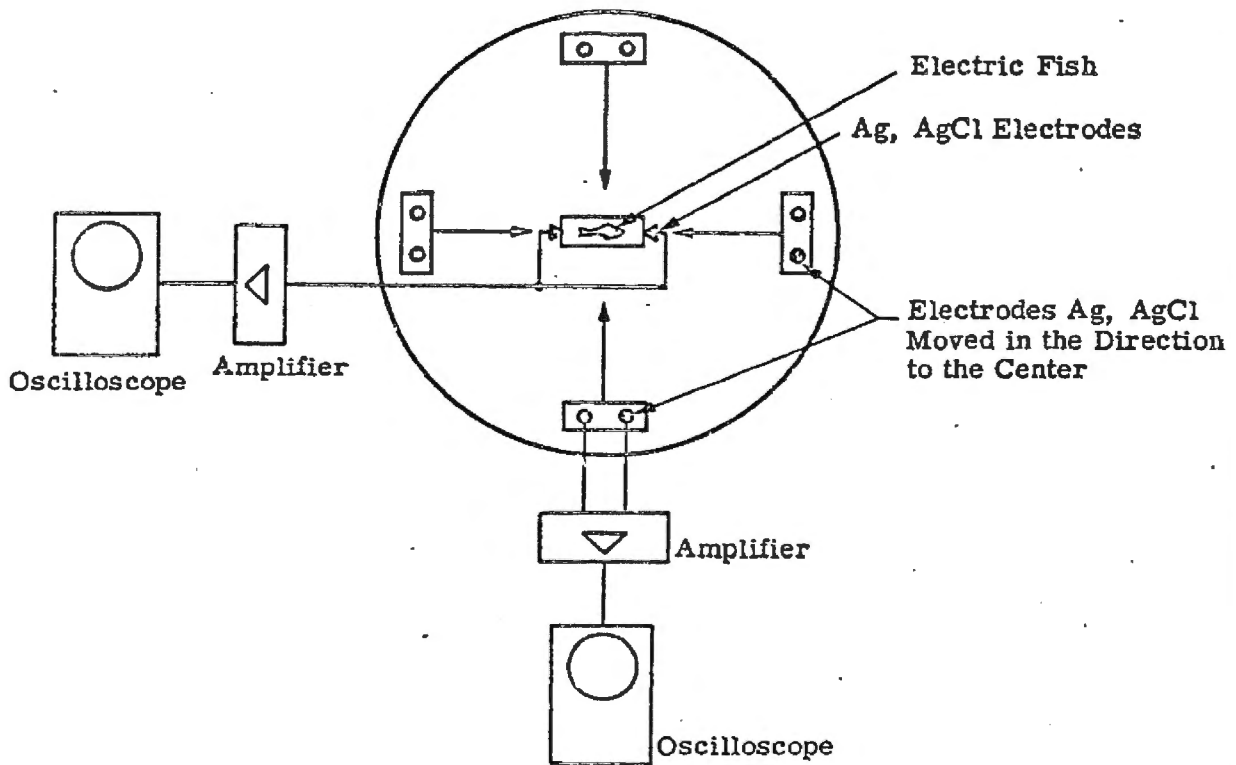 Electric Fish
Ag, AgCl Electrodes
Electrodes Ag, AgCl
Moved in the Direction
to the Center
Oscilloscope
Amplifier
Amplifier
Oscilloscope